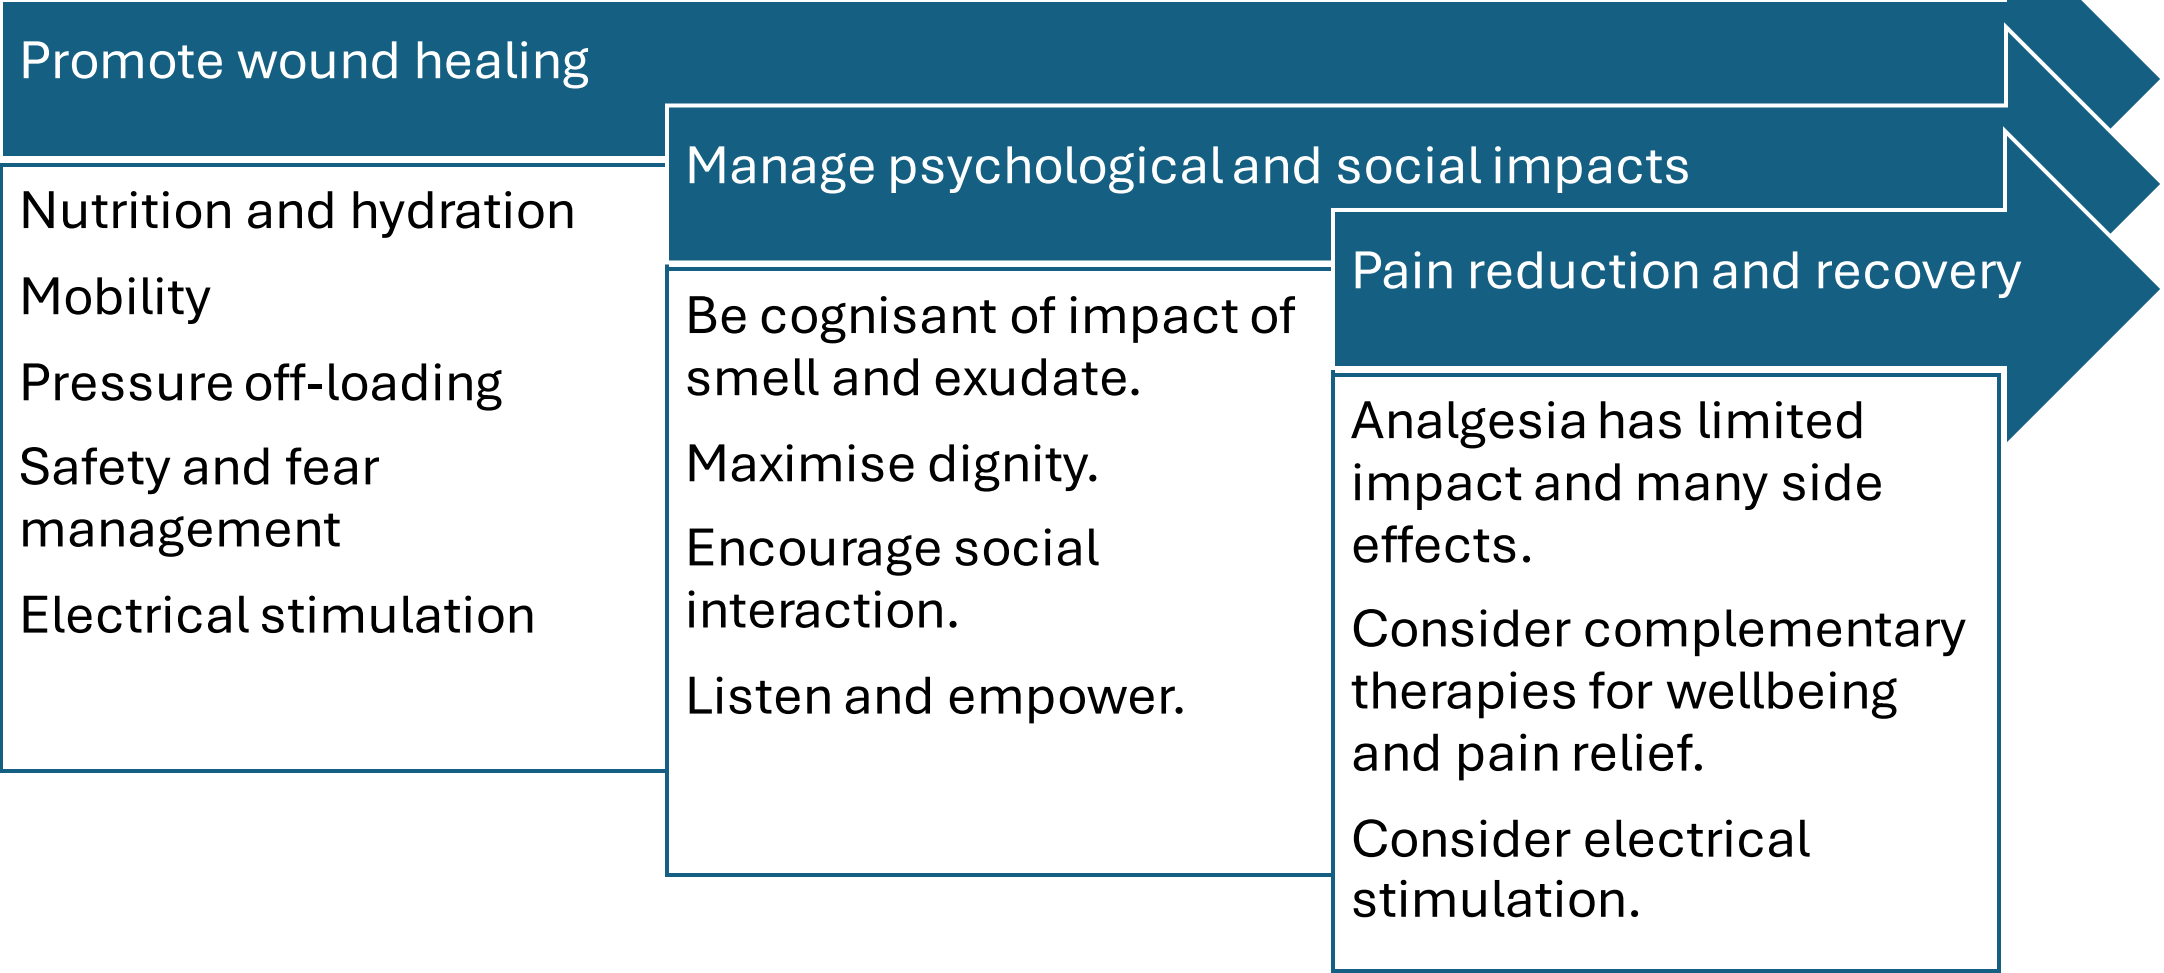 Promote wound healing
Nutrition and hydration
Mobility
Pressure off-loading
Safety and fear
management
Electrical stimulation
Manage psychological and social impacts
Be cognisant of impact of
smell and exudate.
Maximise dignity.
Encourage social
interaction.
Listen and empower.
Pain reduction and recovery
Analgesia has limited
impact and many side
effects.
Consider complementary
therapies for wellbeing
and pain relief.
Consider electrical
stimulation.